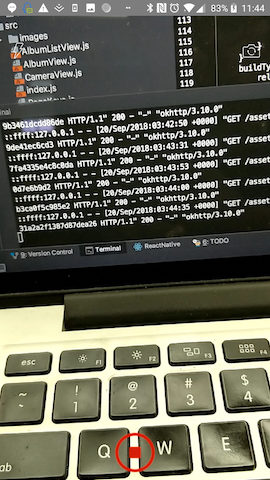 83% 11:44
src
images
AlbumListView.js
AlbumView.js
CameraView.js
Index.js
113
114
115
116
117
118
119
buildTy
rel
minal
9b3461dcdd86de HTTP/1.1" 200 - "-" "okhttp/3.10.0"
::ffff:127.0.0.1 - - [20/Sep/2018:03:42:50 +0000] "GET /asset
9de41ec6cd3 HTTP/1.1" 200 - "-" "okhttp/3.10.0"
::ffff:127.0.0.1 - - [20/Sep/2018:03:43:31 +0000] "GET /asset
7fa4335e4c8c8da HTTP/1.1" 200 - "-" "okhttp/3.10.0"
::ffff:127.0.0.1 - - [20/Sep/2018:03:43:53 +0000] "GET /asset
0d7e6b9d2 HTTP/1.1" 200 - "-" "okhttp/3.10.0"
::ffff:127.0.0.1 - - [20/Sep/2018:03:44:00 +0000] "GET /asset
b3ca0f5c985e2 HTTP/1.1" 200 - "-" "okhttp/3.10.0"
::ffff:127.0.0.1 - - [20/Sep/2018:03:44:35 +0000] "GET /asset
31a2a2f1387d87dea26 HTTP/1.1" 200 - "-" "okhttp/3.10.0"
9: Version Control Terminal ReactNative 6: TODO
esc F1 F2 F3 F4
~ ! 1 @ 2 # 3 $ 4
tab Q W E